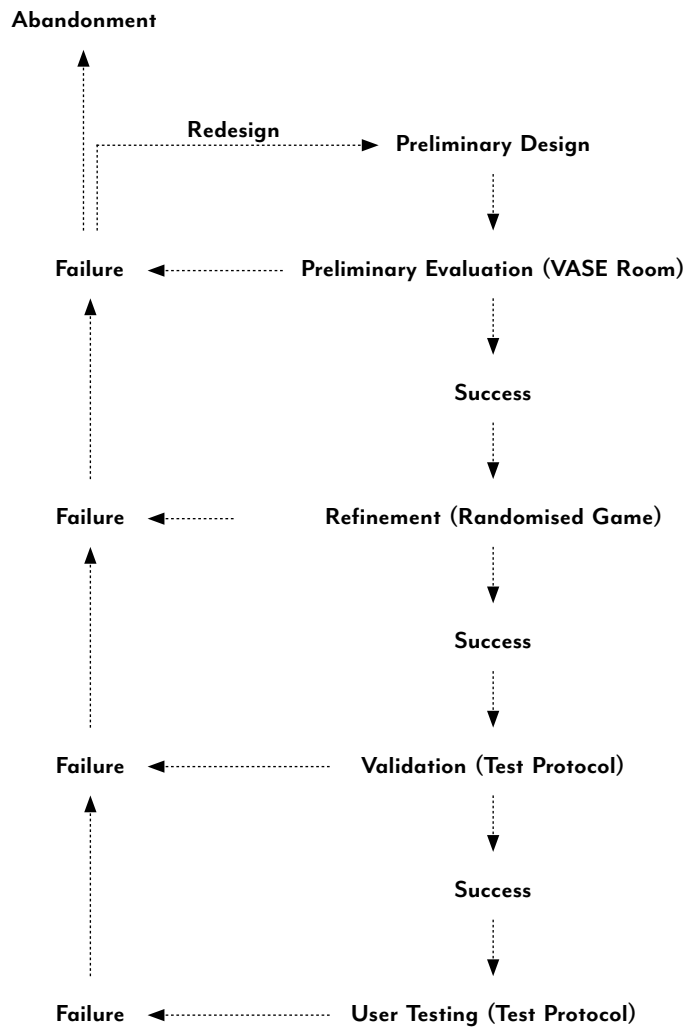 Abandonment
Redesign
Preliminary Design
Failure
Preliminary Evaluation (VASE Room)
Success
Failure
Refinement (Randomised Game)
Success
Failure
Validation (Test Protocol)
Success
Failure
User Testing (Test Protocol)